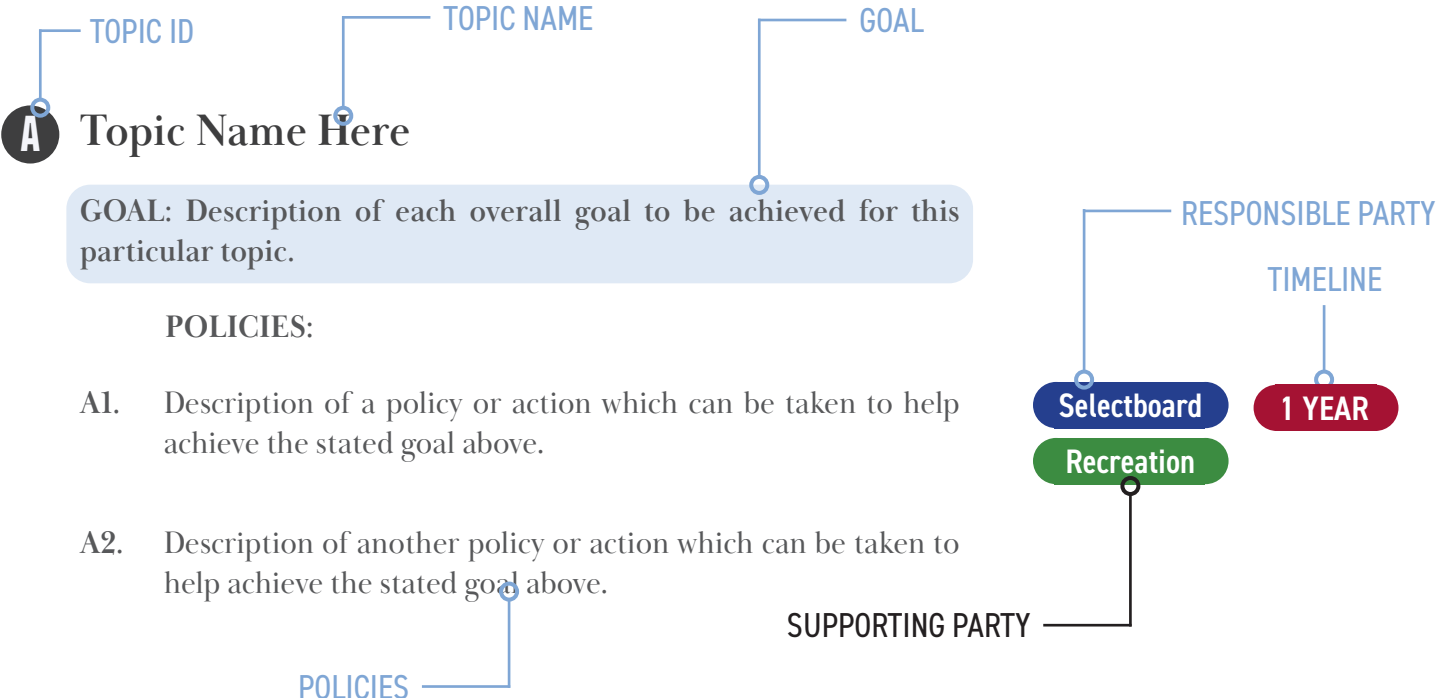 TOPIC ID
TOPIC NAME
GOAL
A
Topic Name Here
GOAL: Description of each overall goal to be achieved for this
particular topic.
RESPONSIBLE PARTY
TIMELINE
POLICIES:
A1. Description of a policy or action which can be taken to help
achieve the stated goal above.
Selectboard
1 YEAR
Recreation
A2. Description of another policy or action which can be taken to
help achieve the stated goal above.
SUPPORTING PARTY
POLICIES